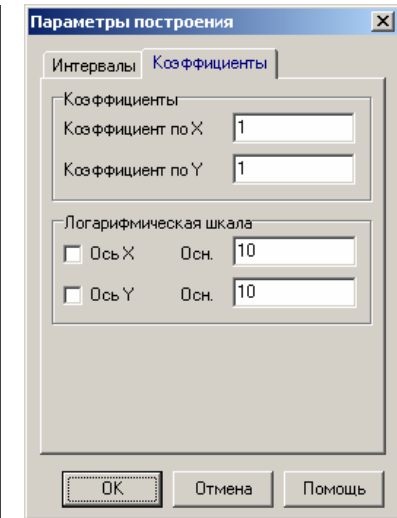 Параметры построения
Интервалы Коэффициенты
Коэффициенты
Коэффициент по X 1
Коэффициент по Y 1
Логарифмическая шкала
Ось X Осн. 10
Ось Y Осн. 10
OK Отмена Помощь